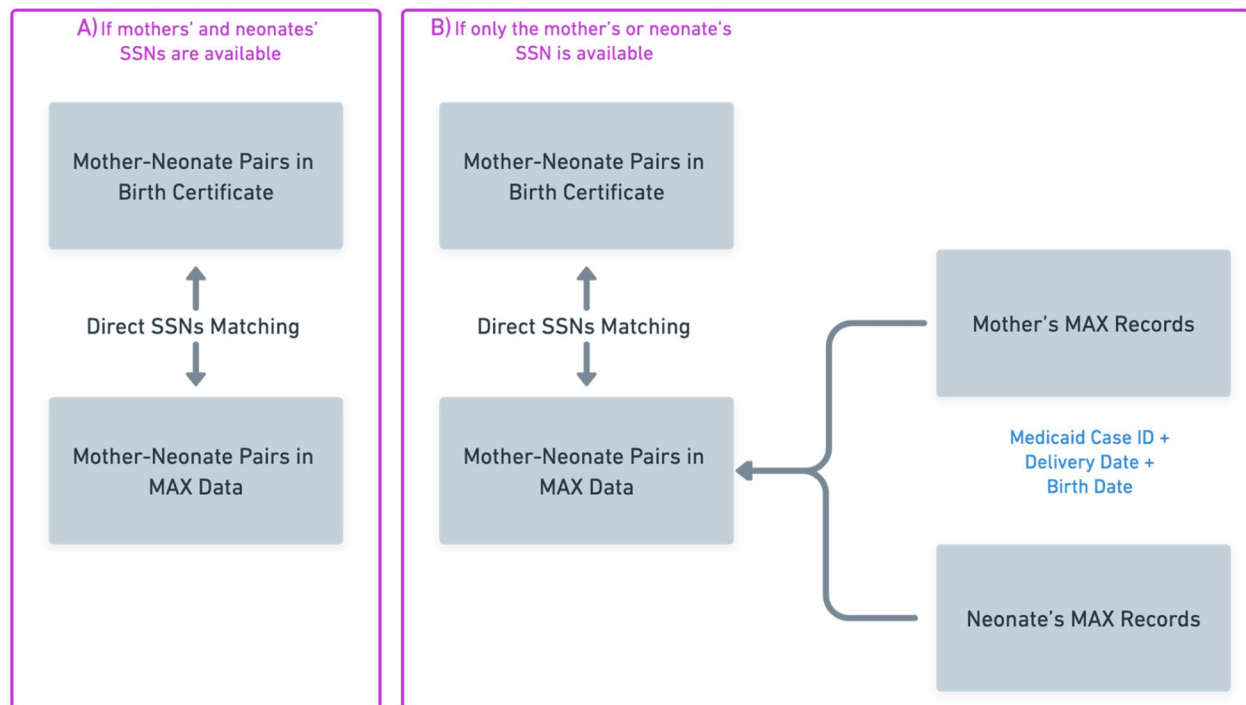 A) If mothers' and neonates'
SSNs are available
Mother-Neonate Pairs in
Birth Certificate
Direct SSNs Matching
Mother-Neonate Pairs in
MAX Data
B) If only the mother's or neonate's
SSN is available
Mother-Neonate Pairs in
Birth Certificate
Direct SSNs Matching
Mother-Neonate Pairs in
MAX Data
Mother's MAX Records
Medicaid Case ID +
Delivery Date +
Birth Date
Neonate's MAX Records